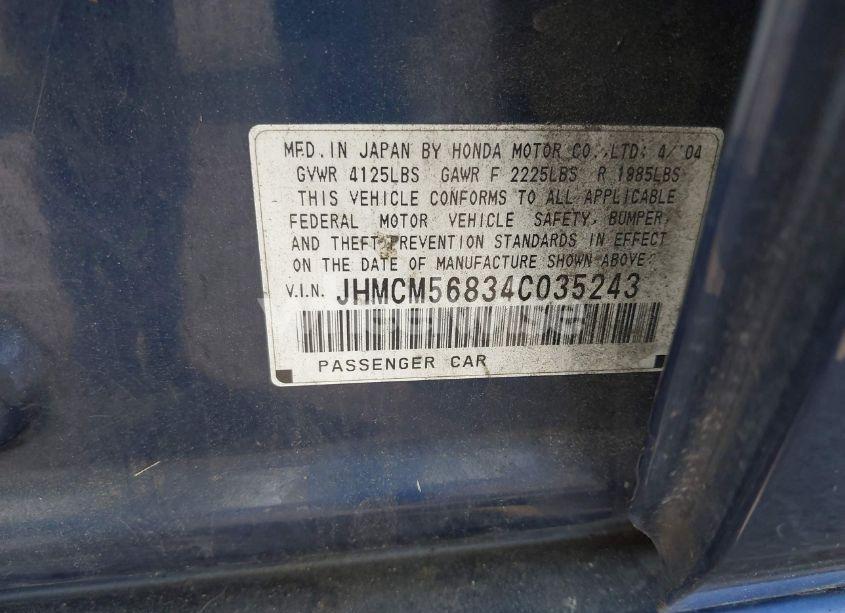 MFD. IN JAPAN BY HONDA MOTOR CO., LTD. 4/'04
GVWR 4125LBS GAWR F 2225LBS R 1985LBS
THIS VEHICLE CONFORMS TO ALL APPLICABLE
FEDERAL MOTOR VEHICLE SAFETY, BUMPER,
AND THEFT PREVENTION STANDARDS IN EFFECT
ON THE DATE OF MANUFACTURE SHOWN ABOVE.
V.I.N. JHMCM56834C035243
PASSENGER CAR